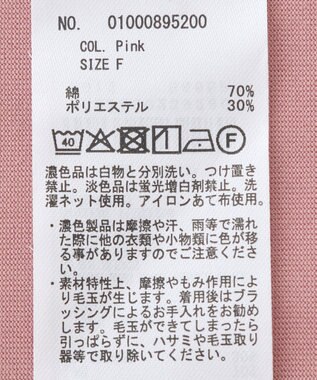 NO. 01000895200
COL. Pink
SIZE F
綿 70%
ポリエステル 30%
40 F
濃色品は白物と分別洗い。つけ置き
禁止。淡色品は蛍光増白剤禁止。洗
濯ネット使用。アイロンあて布使用。
・濃色製品は摩擦や汗、雨等で濡れ
た際に他の衣類や小物類に色が移
る事がありますのでご注意くださ
い。
・素材特性上、摩擦やもみ作用によ
り毛玉が生じます。着用後はブラ
ッシングによるお手入れをお勧め
します。毛玉ができてしまったら
引っぱらずに、ハサミや毛玉取り
器等で取り除いてください。